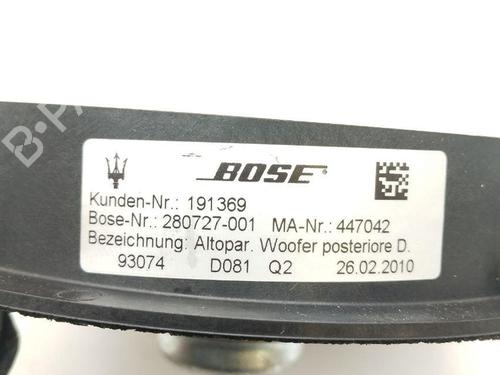 BOSE
Kunden-Nr.: 191369
Bose-Nr.: 280727-001 MA-Nr.: 447042
Bezeichnung: Altopar. Woofer posteriore D.
93074 D081 Q2 26.02.2010